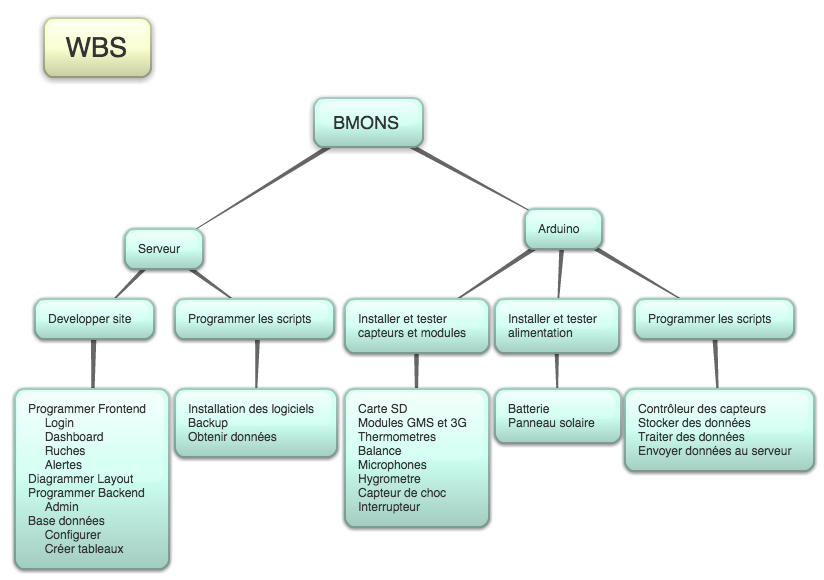 WBS
BMONS
Serveur
Arduino
Developper site
Programmer les scripts
Installer et tester
capteurs et modules
Installer et tester
alimentation
Programmer les scripts
Programmer Frontend
Login
Dashboard
Ruches
Alertes
Diagrammer Layout
Programmer Backend
Admin
Base données
Configurer
Créer tableaux
Installation des logiciels
Backup
Obtenir données
Carte SD
Modules GMS et 3G
Thermometres
Balance
Microphones
Hygrometre
Capteur de choc
Interrupteur
Batterie
Panneau solaire
Contrôleur des capteurs
Stocker des données
Traiter des données
Envoyer données au serveur